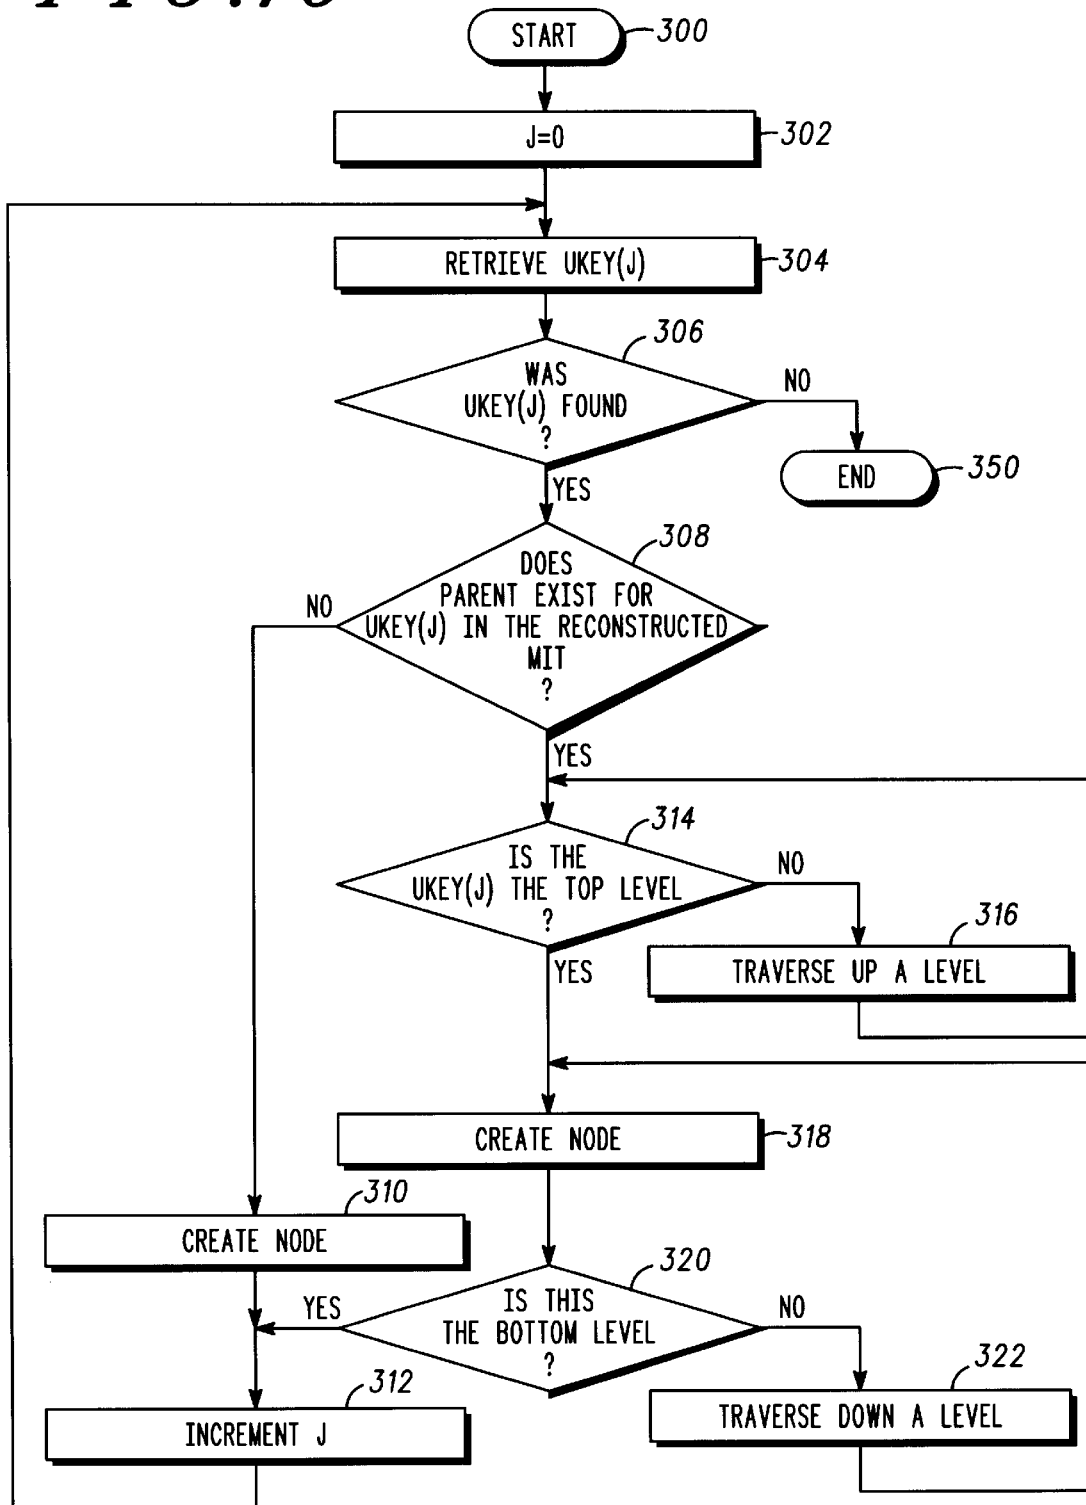 START
300
J=0
302
RETRIEVE UKEY(J)
304
306
WAS
UKEY(J) FOUND
?
NO
END
350
YES
308
DOES
PARENT EXIST FOR
UKEY(J) IN THE RECONSTRUCTED
MIT
?
NO
YES
314
IS THE
UKEY(J) THE TOP LEVEL
?
NO
316
TRAVERSE UP A LEVEL
YES
CREATE NODE
318
310
CREATE NODE
320
IS THIS
THE BOTTOM LEVEL
?
YES
NO
312
INCREMENT J
322
TRAVERSE DOWN A LEVEL